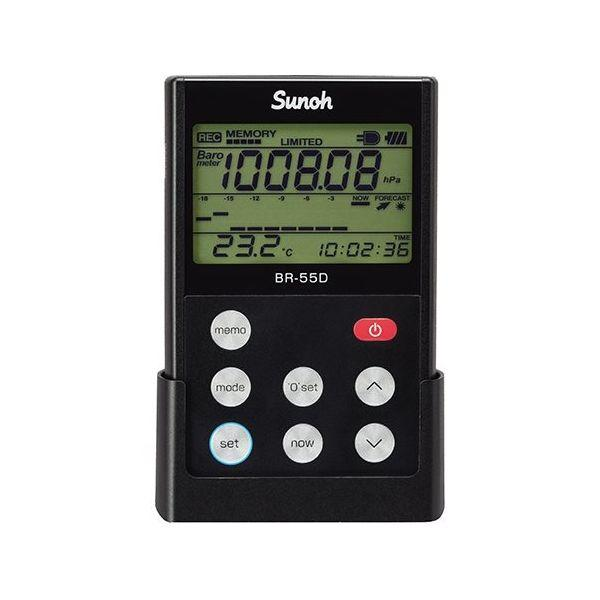 Sunoh
REC MEMORY
LIMITED
Baro meter 1008.08 hPa
-18 -15 -12 -9 -6 -3 NOW FORECAST
TIME
23.2 °C 10:02:36
BR-55D
memo
mode '0' set
set now